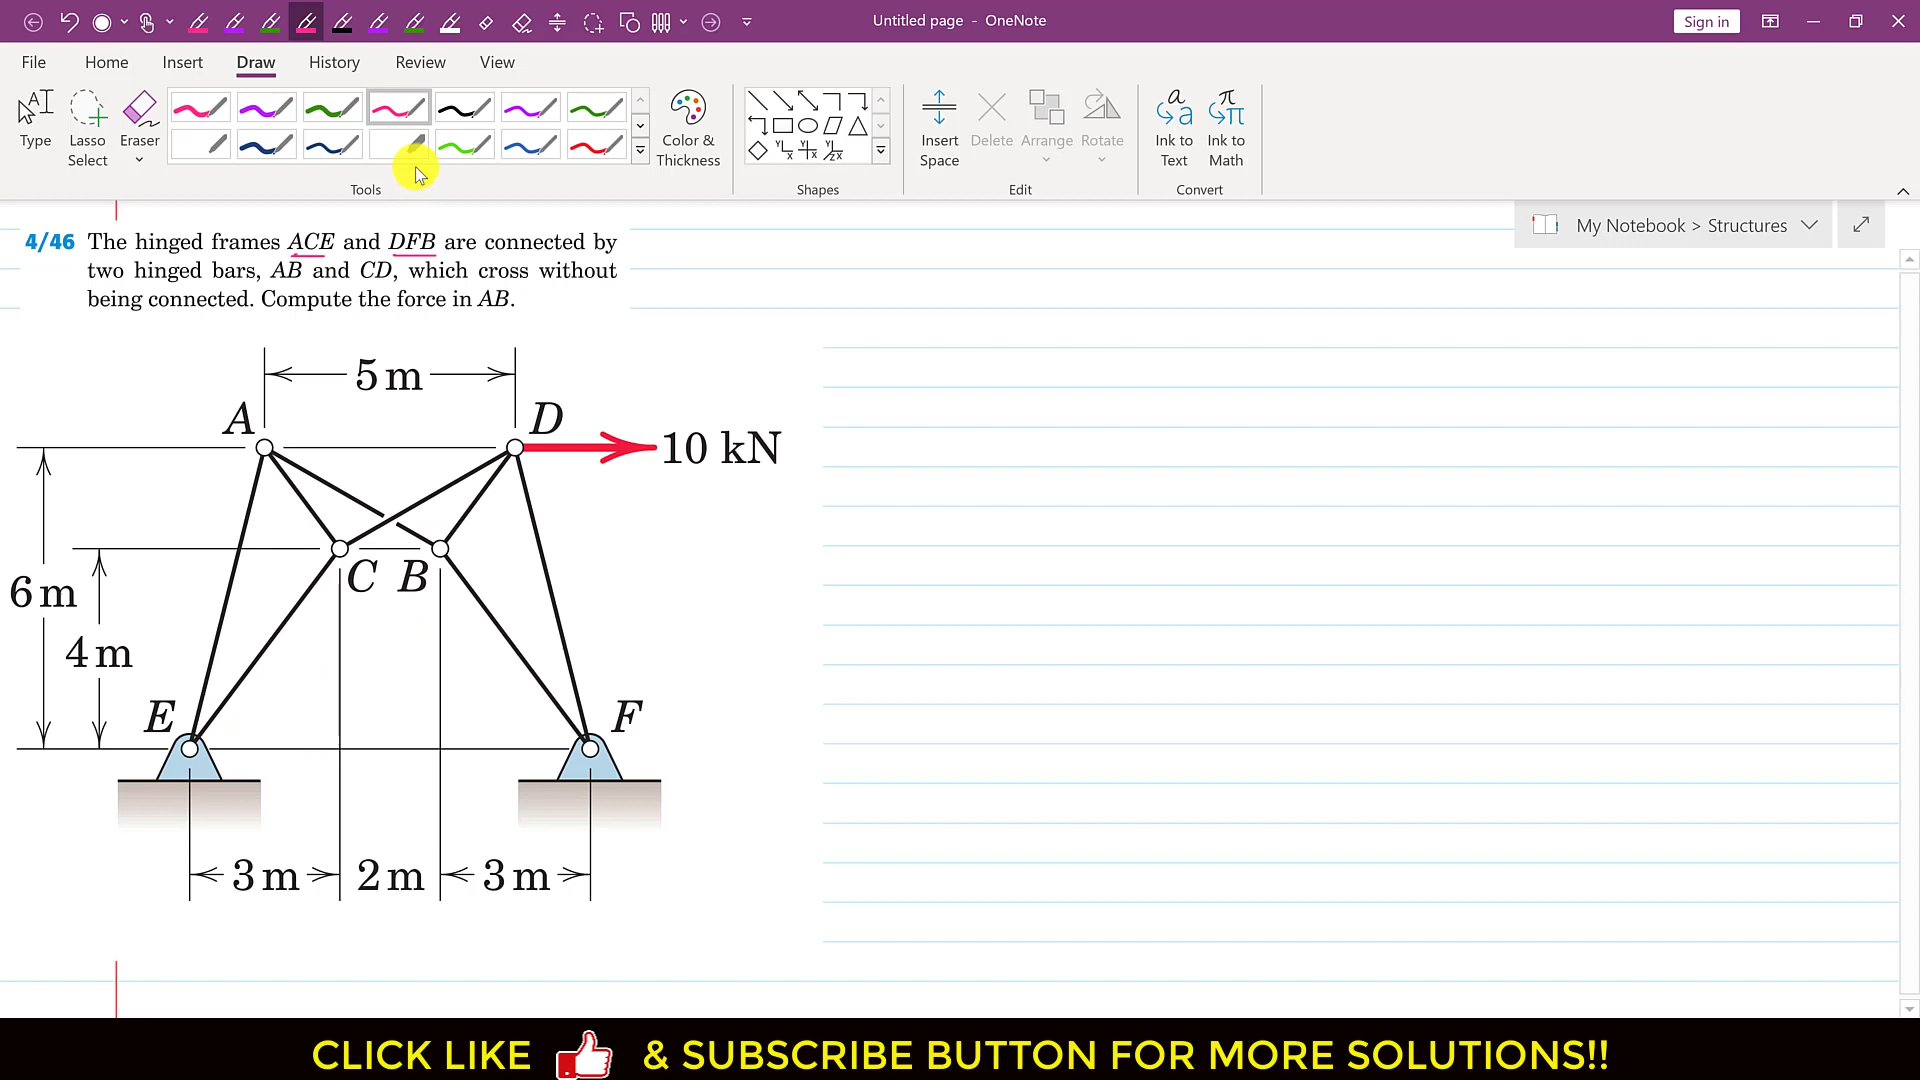 Untitled page - OneNote
Sign in
File Home Insert Draw History Review View
Type
Lasso Select
Eraser
Color & Thickness
Insert Space
Delete
Arrange
Rotate
Ink to Text
Ink to Math
Tools
Shapes
Edit
Convert
My Notebook > Structures
4/46 The hinged frames ACE and DFB are connected by
two hinged bars, AB and CD, which cross without
being connected. Compute the force in AB.
5 m
A
D
10 kN
C B
6 m
4 m
E
F
3 m 2 m 3 m
CLICK LIKE & SUBSCRIBE BUTTON FOR MORE SOLUTIONS!!